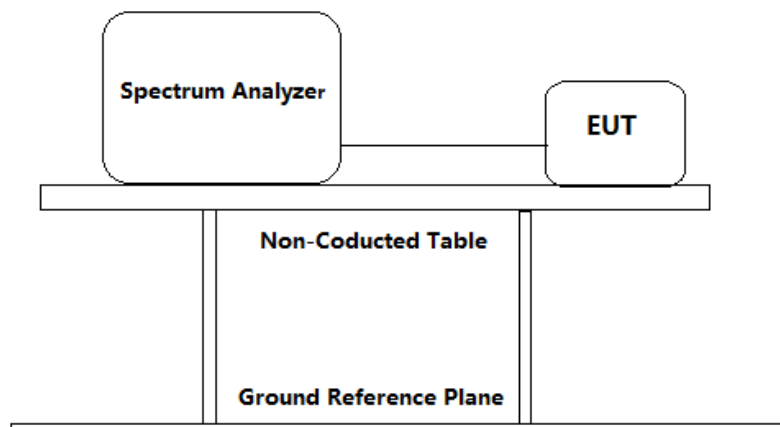 Spectrum Analyzer
EUT
Non-Coducted Table
Ground Reference Plane